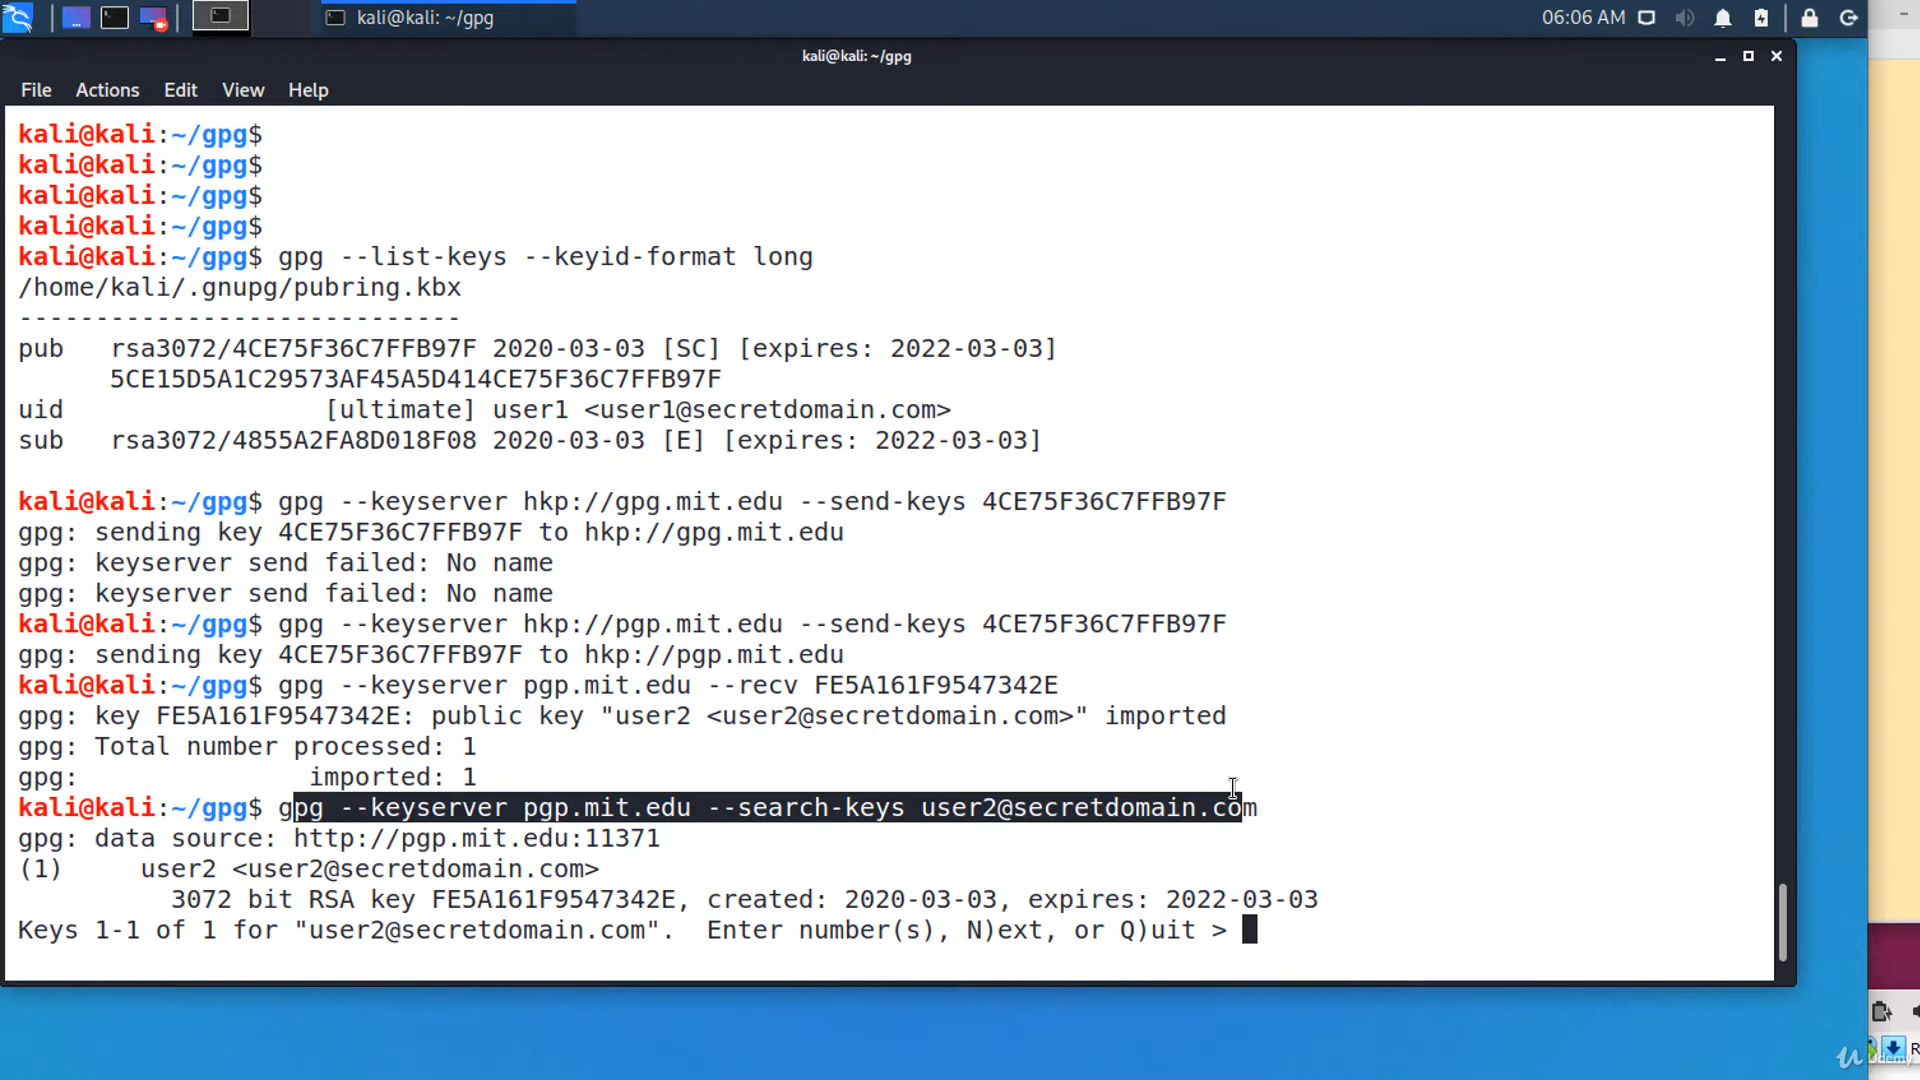 kali@kali: ~/gpg
06:06 AM
kali@kali: ~/gpg
File Actions Edit View Help
kali@kali:~/gpg$
kali@kali:~/gpg$
kali@kali:~/gpg$
kali@kali:~/gpg$
kali@kali:~/gpg$ gpg --list-keys --keyid-format long
/home/kali/.gnupg/pubring.kbx
-----------------------------
pub   rsa3072/4CE75F36C7FFB97F 2020-03-03 [SC] [expires: 2022-03-03]
      5CE15D5A1C29573AF45A5D414CE75F36C7FFB97F
uid                 [ultimate] user1 <user1@secretdomain.com>
sub   rsa3072/4855A2FA8D018F08 2020-03-03 [E] [expires: 2022-03-03]
kali@kali:~/gpg$ gpg --keyserver hkp://gpg.mit.edu --send-keys 4CE75F36C7FFB97F
gpg: sending key 4CE75F36C7FFB97F to hkp://gpg.mit.edu
gpg: keyserver send failed: No name
gpg: keyserver send failed: No name
kali@kali:~/gpg$ gpg --keyserver hkp://pgp.mit.edu --send-keys 4CE75F36C7FFB97F
gpg: sending key 4CE75F36C7FFB97F to hkp://pgp.mit.edu
kali@kali:~/gpg$ gpg --keyserver pgp.mit.edu --recv FE5A161F9547342E
gpg: key FE5A161F9547342E: public key "user2 <user2@secretdomain.com>" imported
gpg: Total number processed: 1
gpg:               imported: 1
kali@kali:~/gpg$ gpg --keyserver pgp.mit.edu --search-keys user2@secretdomain.com
gpg: data source: http://pgp.mit.edu:11371
(1)     user2 <user2@secretdomain.com>
          3072 bit RSA key FE5A161F9547342E, created: 2020-03-03, expires: 2022-03-03
Keys 1-1 of 1 for "user2@secretdomain.com".  Enter number(s), N)ext, or Q)uit >
R
Udemy